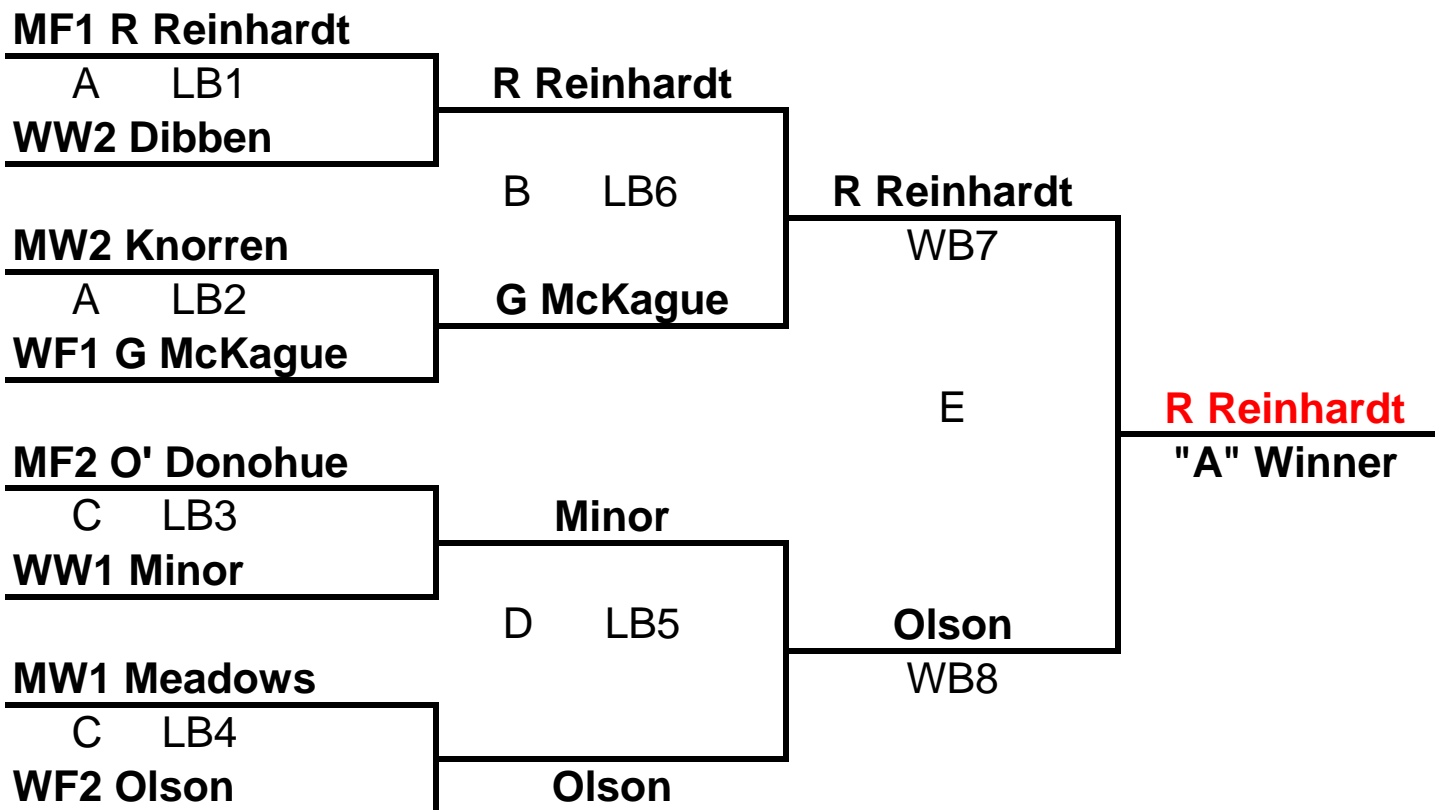 MF1 R Reinhardt
A LB1 R Reinhardt
WW2 Dibben
B LB6 R Reinhardt
MW2 Knorren WB7
A LB2 G McKague
WF1 G McKague
E R Reinhardt
MF2 O' Donohue "A" Winner
C LB3 Minor
WW1 Minor
D LB5 Olson
MW1 Meadows WB8
C LB4
WF2 Olson Olson